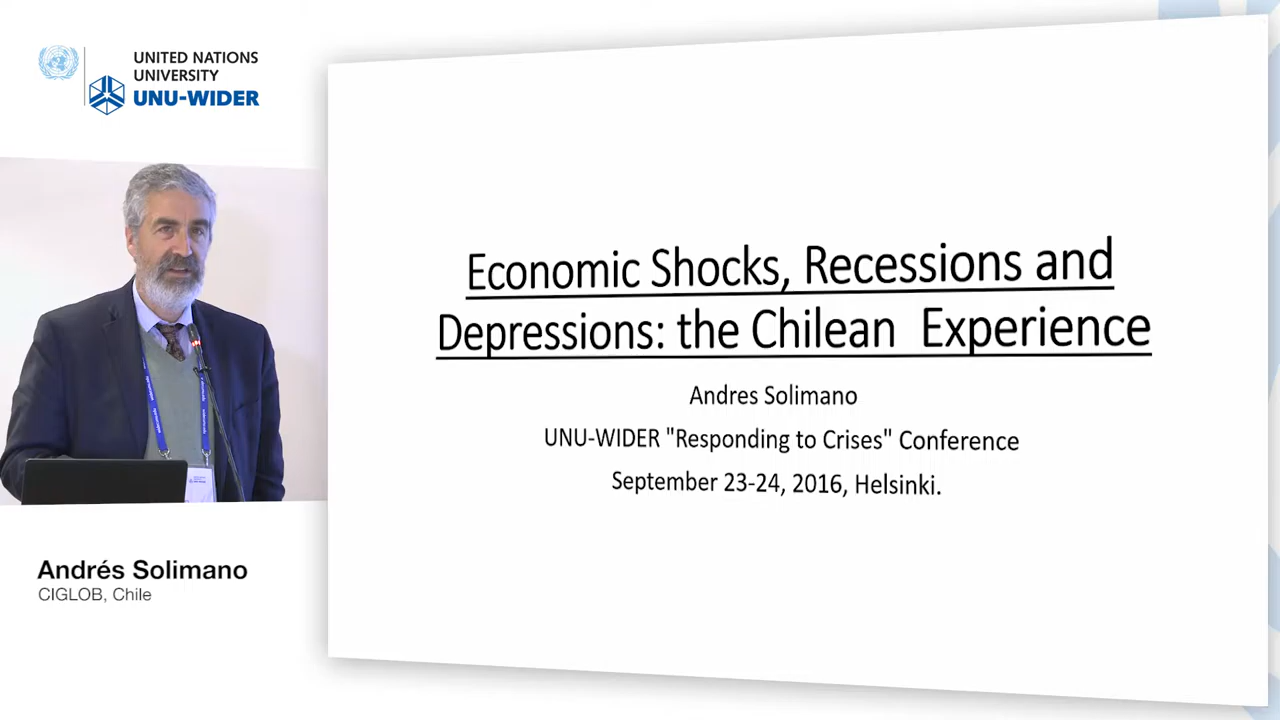 UNITED NATIONS
UNIVERSITY
UNU-WIDER
Economic Shocks, Recessions and
Depressions: the Chilean  Experience
Andres Solimano
UNU-WIDER "Responding to Crises" Conference
September 23-24, 2016, Helsinki.
Andrés Solimano
CIGLOB, Chile